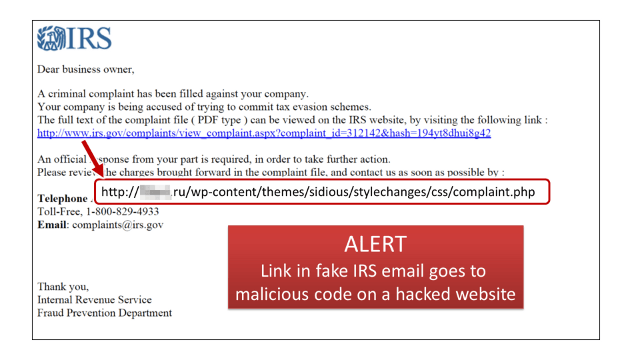 IRS
Dear business owner,
A criminal complaint has been filled against your company.
Your company is being accused of trying to commit tax evasion schemes.
The full text of the complaint file ( PDF type ) can be viewed on the IRS website, by visiting the following link :
http://www.irs.gov/complaints/view_complaint.aspx?complaint_id=312142&hash=194yt8dhui8g42
An official sponse from your part is required, in order to take further action.
Please revie he charges brought forward in the complaint file, and contact us as soon as possible by :
http:// .ru/wp-content/themes/sidious/stylechanges/css/complaint.php
Telephone
Toll-Free, 1-800-829-4933
Email: complaints@irs.gov
ALERT
Link in fake IRS email goes to
malicious code on a hacked website
Thank you,
Internal Revenue Service
Fraud Prevention Department